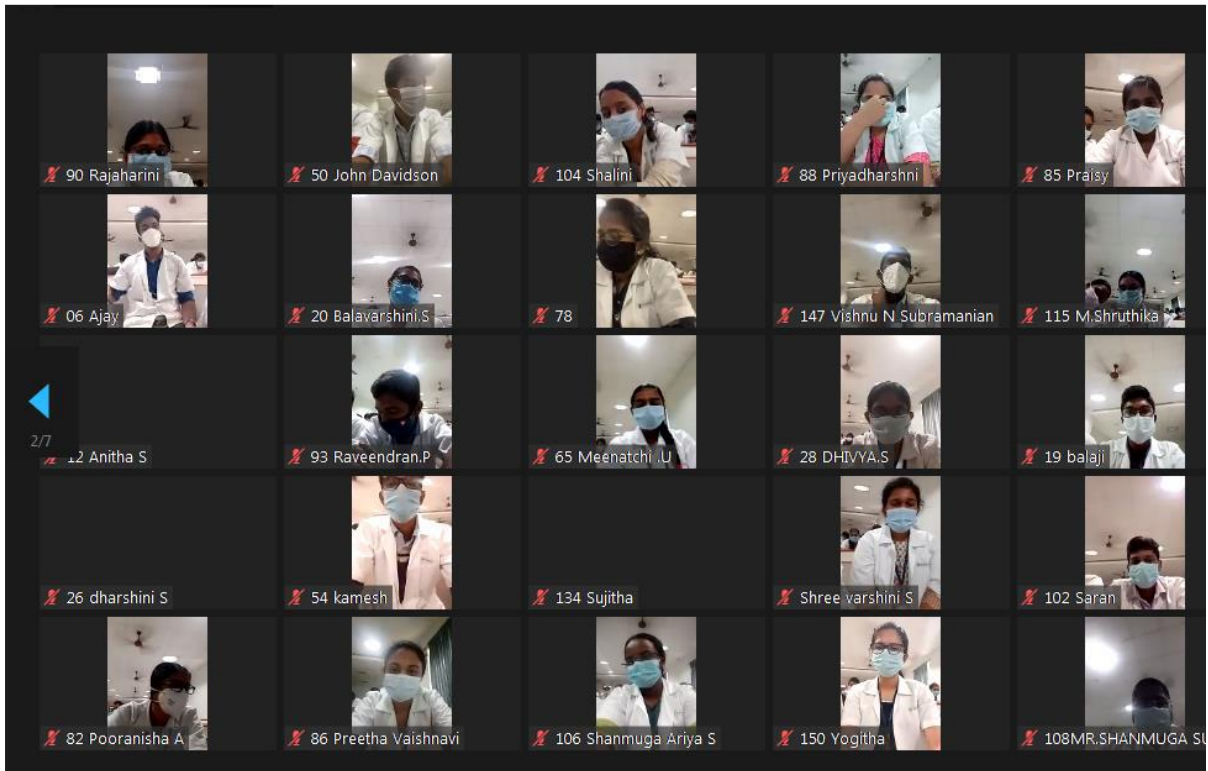 90 Rajaharini
50 John Davidson
104 Shalini
88 Priyadharshni
85 Praisy
06 Ajay
20 Balavarshini.S
78
147 Vishnu N Subramanian
115 M.Shruthika
2/7
12 Anitha S
93 Raveendran.P
65 Meenatchi .U
28 DHIVYA.S
19 balaji
26 dharshini S
54 kamesh
134 Sujitha
Shree varshini S
102 Saran
82 Pooranisha A
86 Preetha Vaishnavi
106 Shanmuga Ariya S
150 Yogitha
108MR.SHANMUGA SU